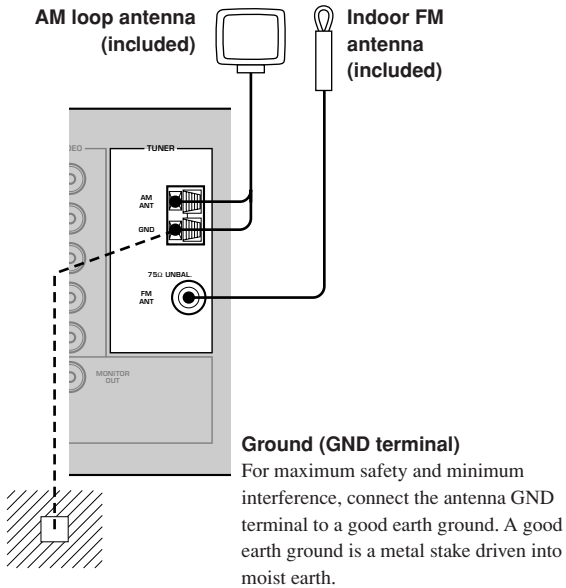 AM loop antenna
(included)
Indoor FM
antenna
(included)
TUNER
AM
ANT
GND
75Ω UNBAL.
FM
ANT
MONITOR
OUT
Ground (GND terminal)
For maximum safety and minimum
interference, connect the antenna GND
terminal to a good earth ground. A good
earth ground is a metal stake driven into
moist earth.